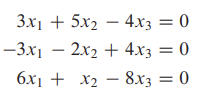 3x₁ + 5x₂ − 4x₃ = 0
−3x₁ − 2x₂ + 4x₃ = 0
6x₁ + x₂ − 8x₃ = 0